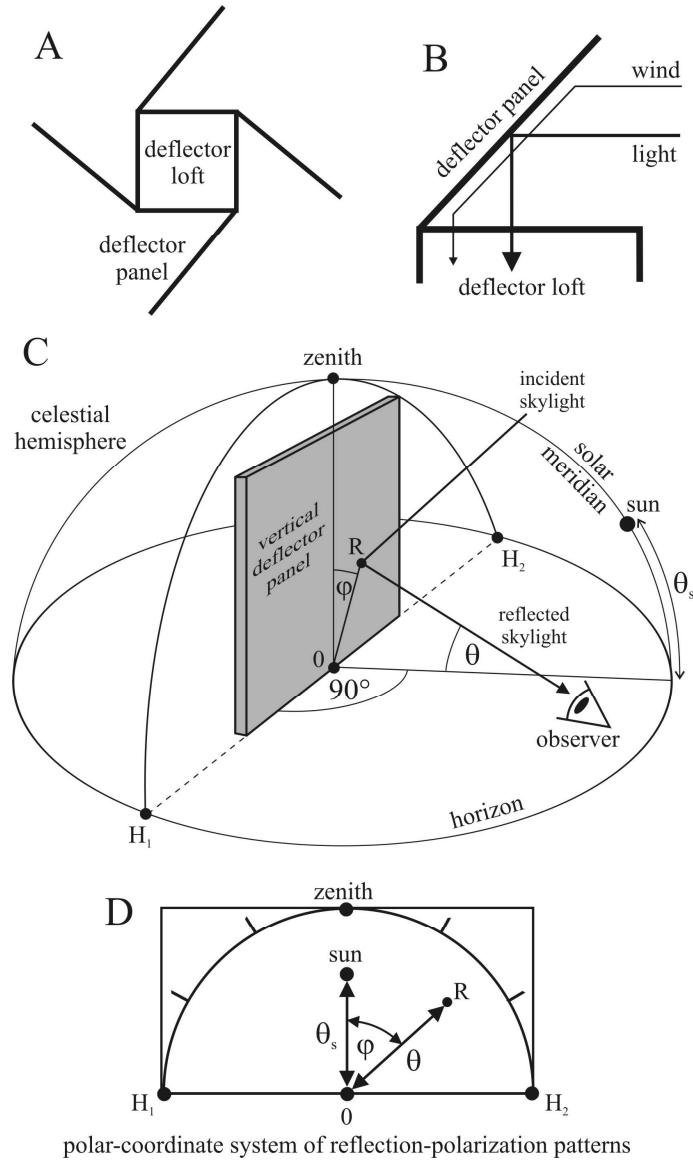 A
deflector
loft
deflector
panel
B
deflector panel
wind
light
deflector loft
C
zenith
celestial
hemisphere
incident
skylight
solar
meridian
sun
θs
vertical
deflector
panel
R
φ
H2
reflected
skylight
0
θ
90°
observer
H1
horizon
D
zenith
sun
R
θs
φ
θ
H1
0
H2
polar-coordinate system of reflection-polarization patterns